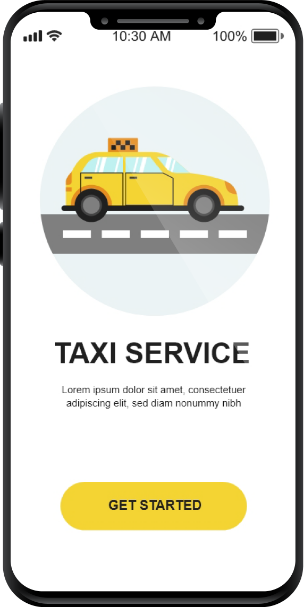 10:30 AM 100%
TAXI SERVICE
Lorem ipsum dolor sit amet, consectetuer
adipiscing elit, sed diam nonummy nibh
GET STARTED